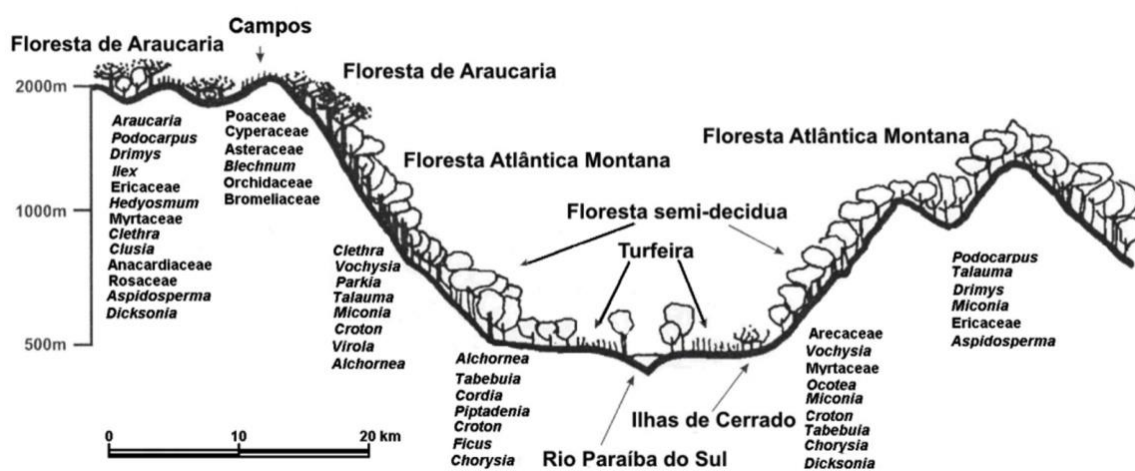 Campos
Floresta de Araucaria
Floresta de Araucaria
2000m
Araucaria
Podocarpus
Drimys
Ilex
Ericaceae
Hedyosmum
Myrtaceae
Clethra
Clusia
Anacardiaceae
Rosaceae
Aspidosperma
Dicksonia
Poaceae
Cyperaceae
Asteraceae
Blechnum
Orchidaceae
Bromeliaceae
Floresta Atlântica Montana
Floresta Atlântica Montana
1000m
Floresta semi-decidua
Turfeira
Clethra
Vochysia
Parkia
Talauma
Miconia
Croton
Virola
Alchornea
Podocarpus
Talauma
Drimys
Miconia
Ericaceae
Aspidosperma
500m
Alchornea
Tabebuia
Cordia
Piptadenia
Croton
Ficus
Chorysia
Arecaceae
Vochysia
Myrtaceae
Ocotea
Miconia
Croton
Tabebuia
Chorysia
Dicksonia
Ilhas de Cerrado
Rio Paraíba do Sul
0 10 20 km